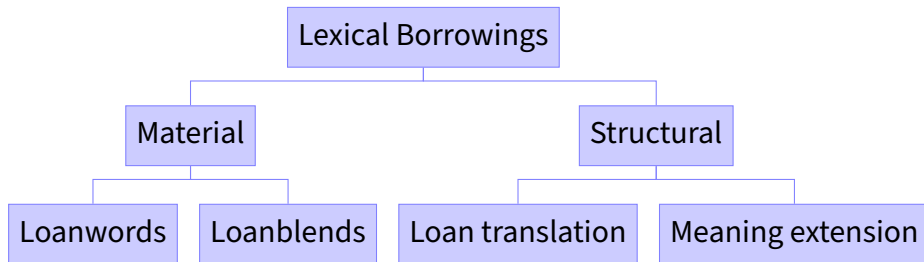 Lexical Borrowings
Material
Structural
Loanwords
Loanblends
Loan translation
Meaning extension